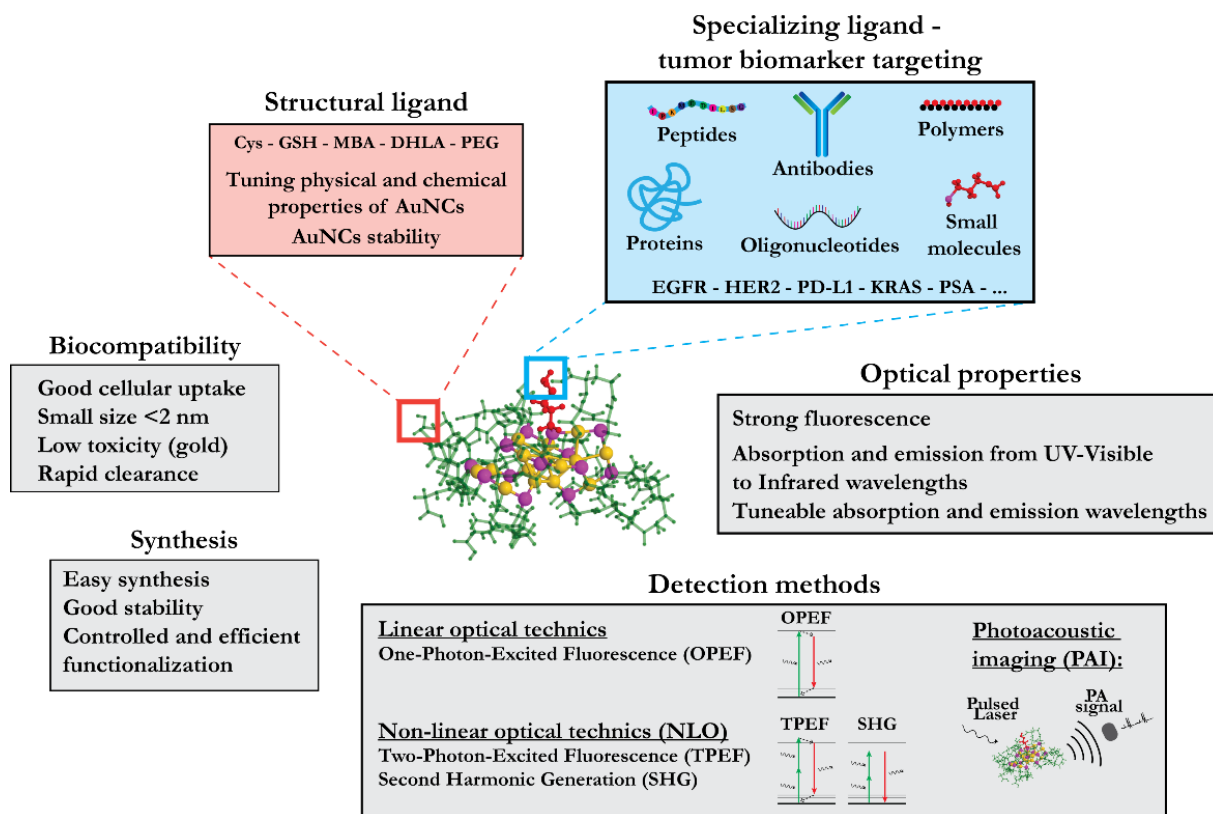 Specializing ligand -
tumor biomarker targeting
Structural ligand
Cys - GSH - MBA - DHLA - PEG
Tuning physical and chemical
properties of AuNCs
AuNCs stability
Peptides
Antibodies
Polymers
Proteins
Oligonucleotides
Small
molecules
EGFR - HER2 - PD-L1 - KRAS - PSA - ...
Biocompatibility
Good cellular uptake
Small size <2 nm
Low toxicity (gold)
Rapid clearance
Optical properties
Strong fluorescence
Absorption and emission from UV-Visible
to Infrared wavelengths
Tuneable absorption and emission wavelengths
Synthesis
Easy synthesis
Good stability
Controlled and efficient
functionalization
Detection methods
Linear optical technics
One-Photon-Excited Fluorescence (OPEF)
OPEF
Non-linear optical technics (NLO)
Two-Photon-Excited Fluorescence (TPEF)
Second Harmonic Generation (SHG)
TPEF
SHG
Photoacoustic
imaging (PAI):
Pulsed
Laser
PA
signal